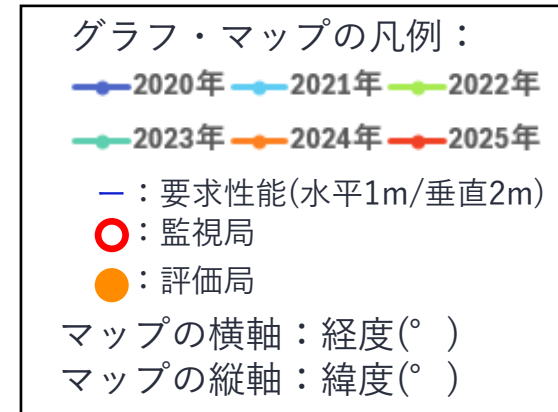 グラフ・マップの凡例：
2020年 2021年 2022年
2023年 2024年 2025年
：要求性能(水平1m/垂直2m)
：監視局
：評価局
マップの横軸：経度(°)
マップの縦軸：緯度(°)